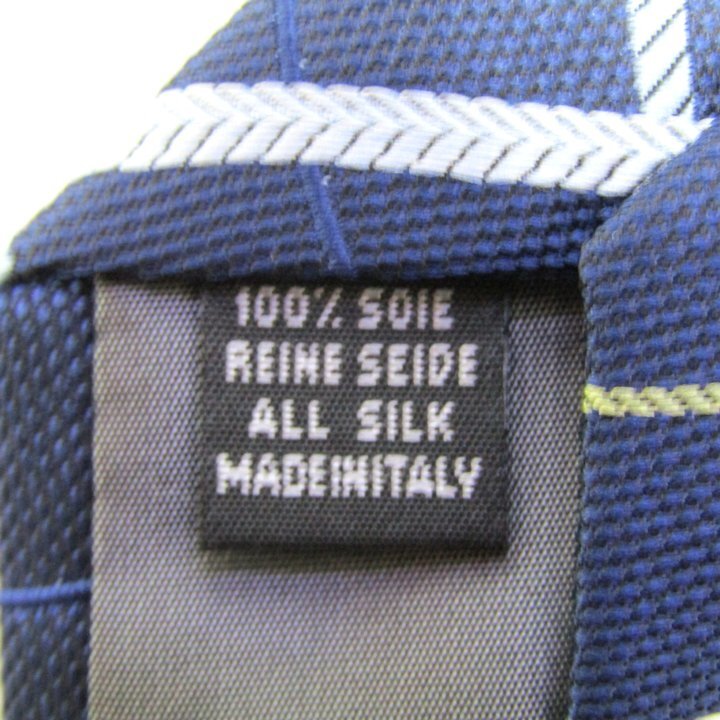 100% SOIE
REINE SEIDE
ALL SILK
MADEINITALY